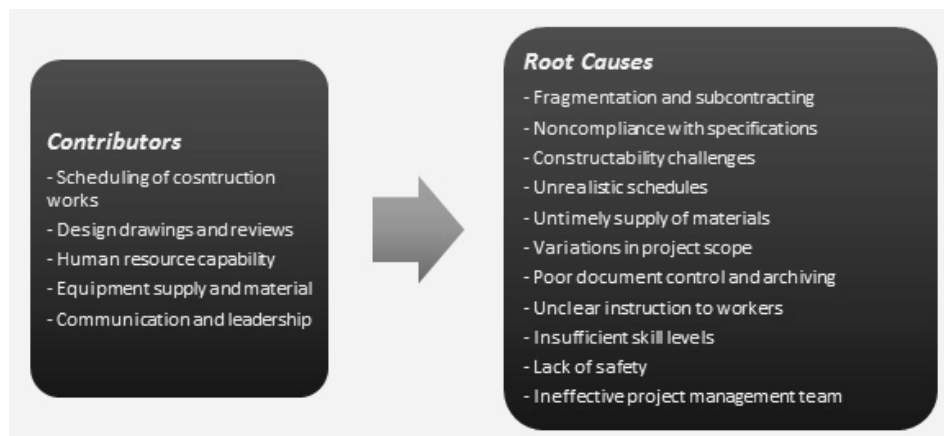 Contributors
- Scheduling of cosntruction
works
- Design drawings and reviews
- Human resource capability
- Equipment supply and material
- Communication and leadership
Root Causes
- Fragmentation and subcontracting
- Noncompliance with specifications
- Constructability challenges
- Unrealistic schedules
- Untimely supply of materials
- Variations in project scope
- Poor document control and archiving
- Unclear instruction to workers
- Insufficient skill levels
- Lack of safety
- Ineffective project management team